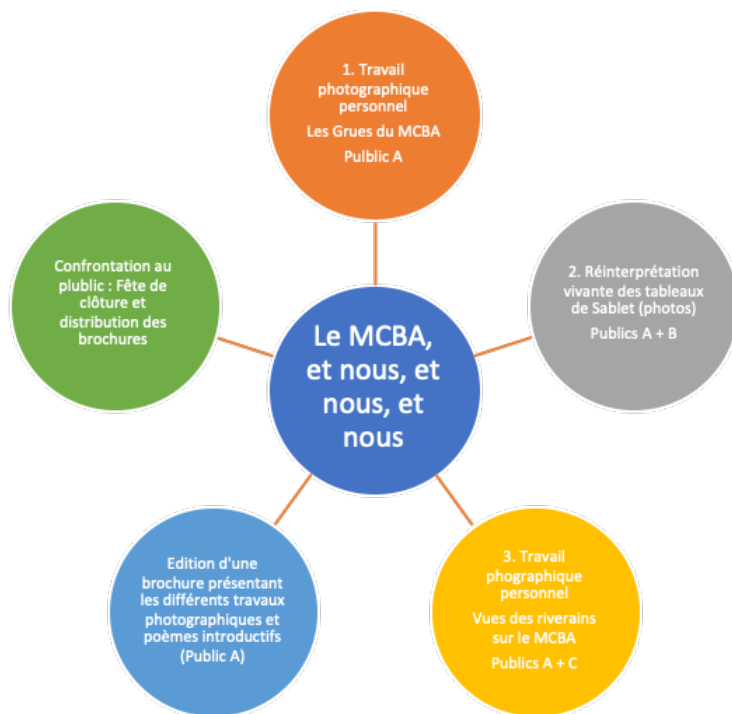 1. Travail
photographique
personnel
Les Grues du MCBA
Pulblic A
Confrontation au
plublic : Fête de
clôture et
distribution des
brochures
2. Réinterprétation
vivante des tableaux
de Sablet (photos)
Publics A + B
Le MCBA,
et nous, et
nous, et
nous
Edition d'une
brochure présentant
les différents travaux
photographiques et
poèmes introductifs
(Public A)
3. Travail
phographique
personnel
Vues des riverains
sur le MCBA
Publics A + C